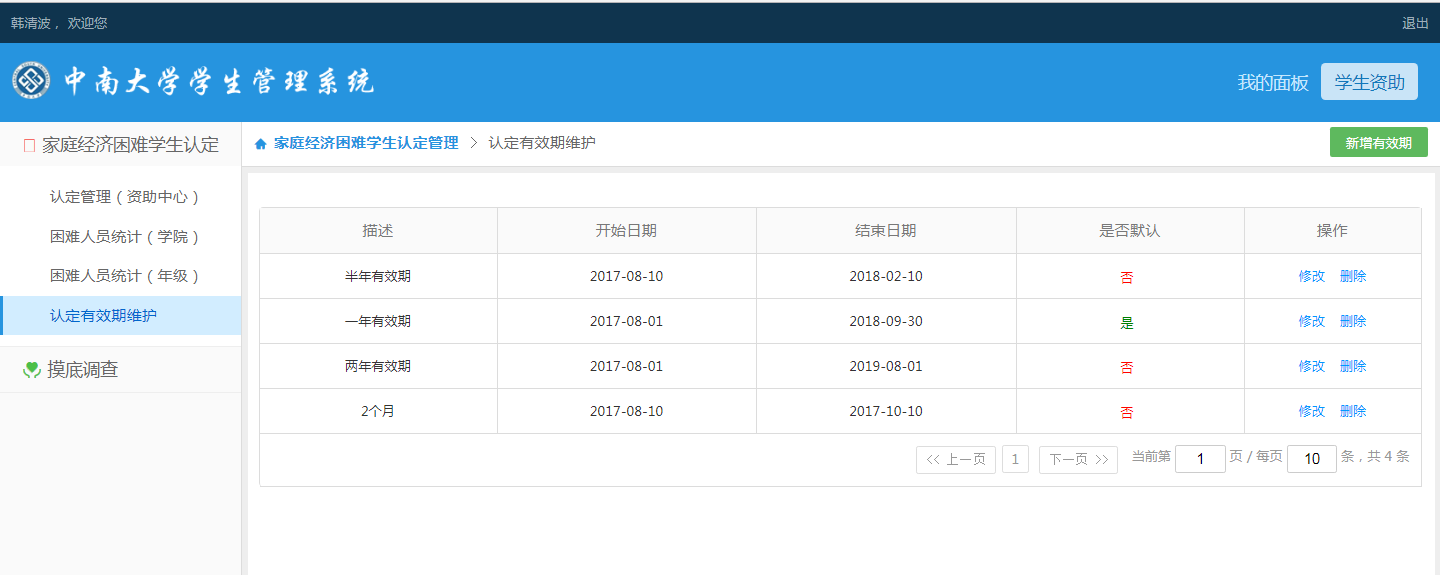 韩清波， 欢迎您
退出
中南大学学生管理系统
我的面板 学生资助
家庭经济困难学生认定
认定管理（资助中心）
困难人员统计（学院）
困难人员统计（年级）
认定有效期维护
摸底调查
家庭经济困难学生认定管理 > 认定有效期维护
新增有效期
描述 开始日期 结束日期 是否默认 操作
半年有效期 2017-08-10 2018-02-10 否 修改 删除
一年有效期 2017-08-01 2018-09-30 是 修改 删除
两年有效期 2017-08-01 2019-08-01 否 修改 删除
2个月 2017-08-10 2017-10-10 否 修改 删除
<< 上一页 1 下一页 >> 当前第 1 页 / 每页 10 条，共 4 条